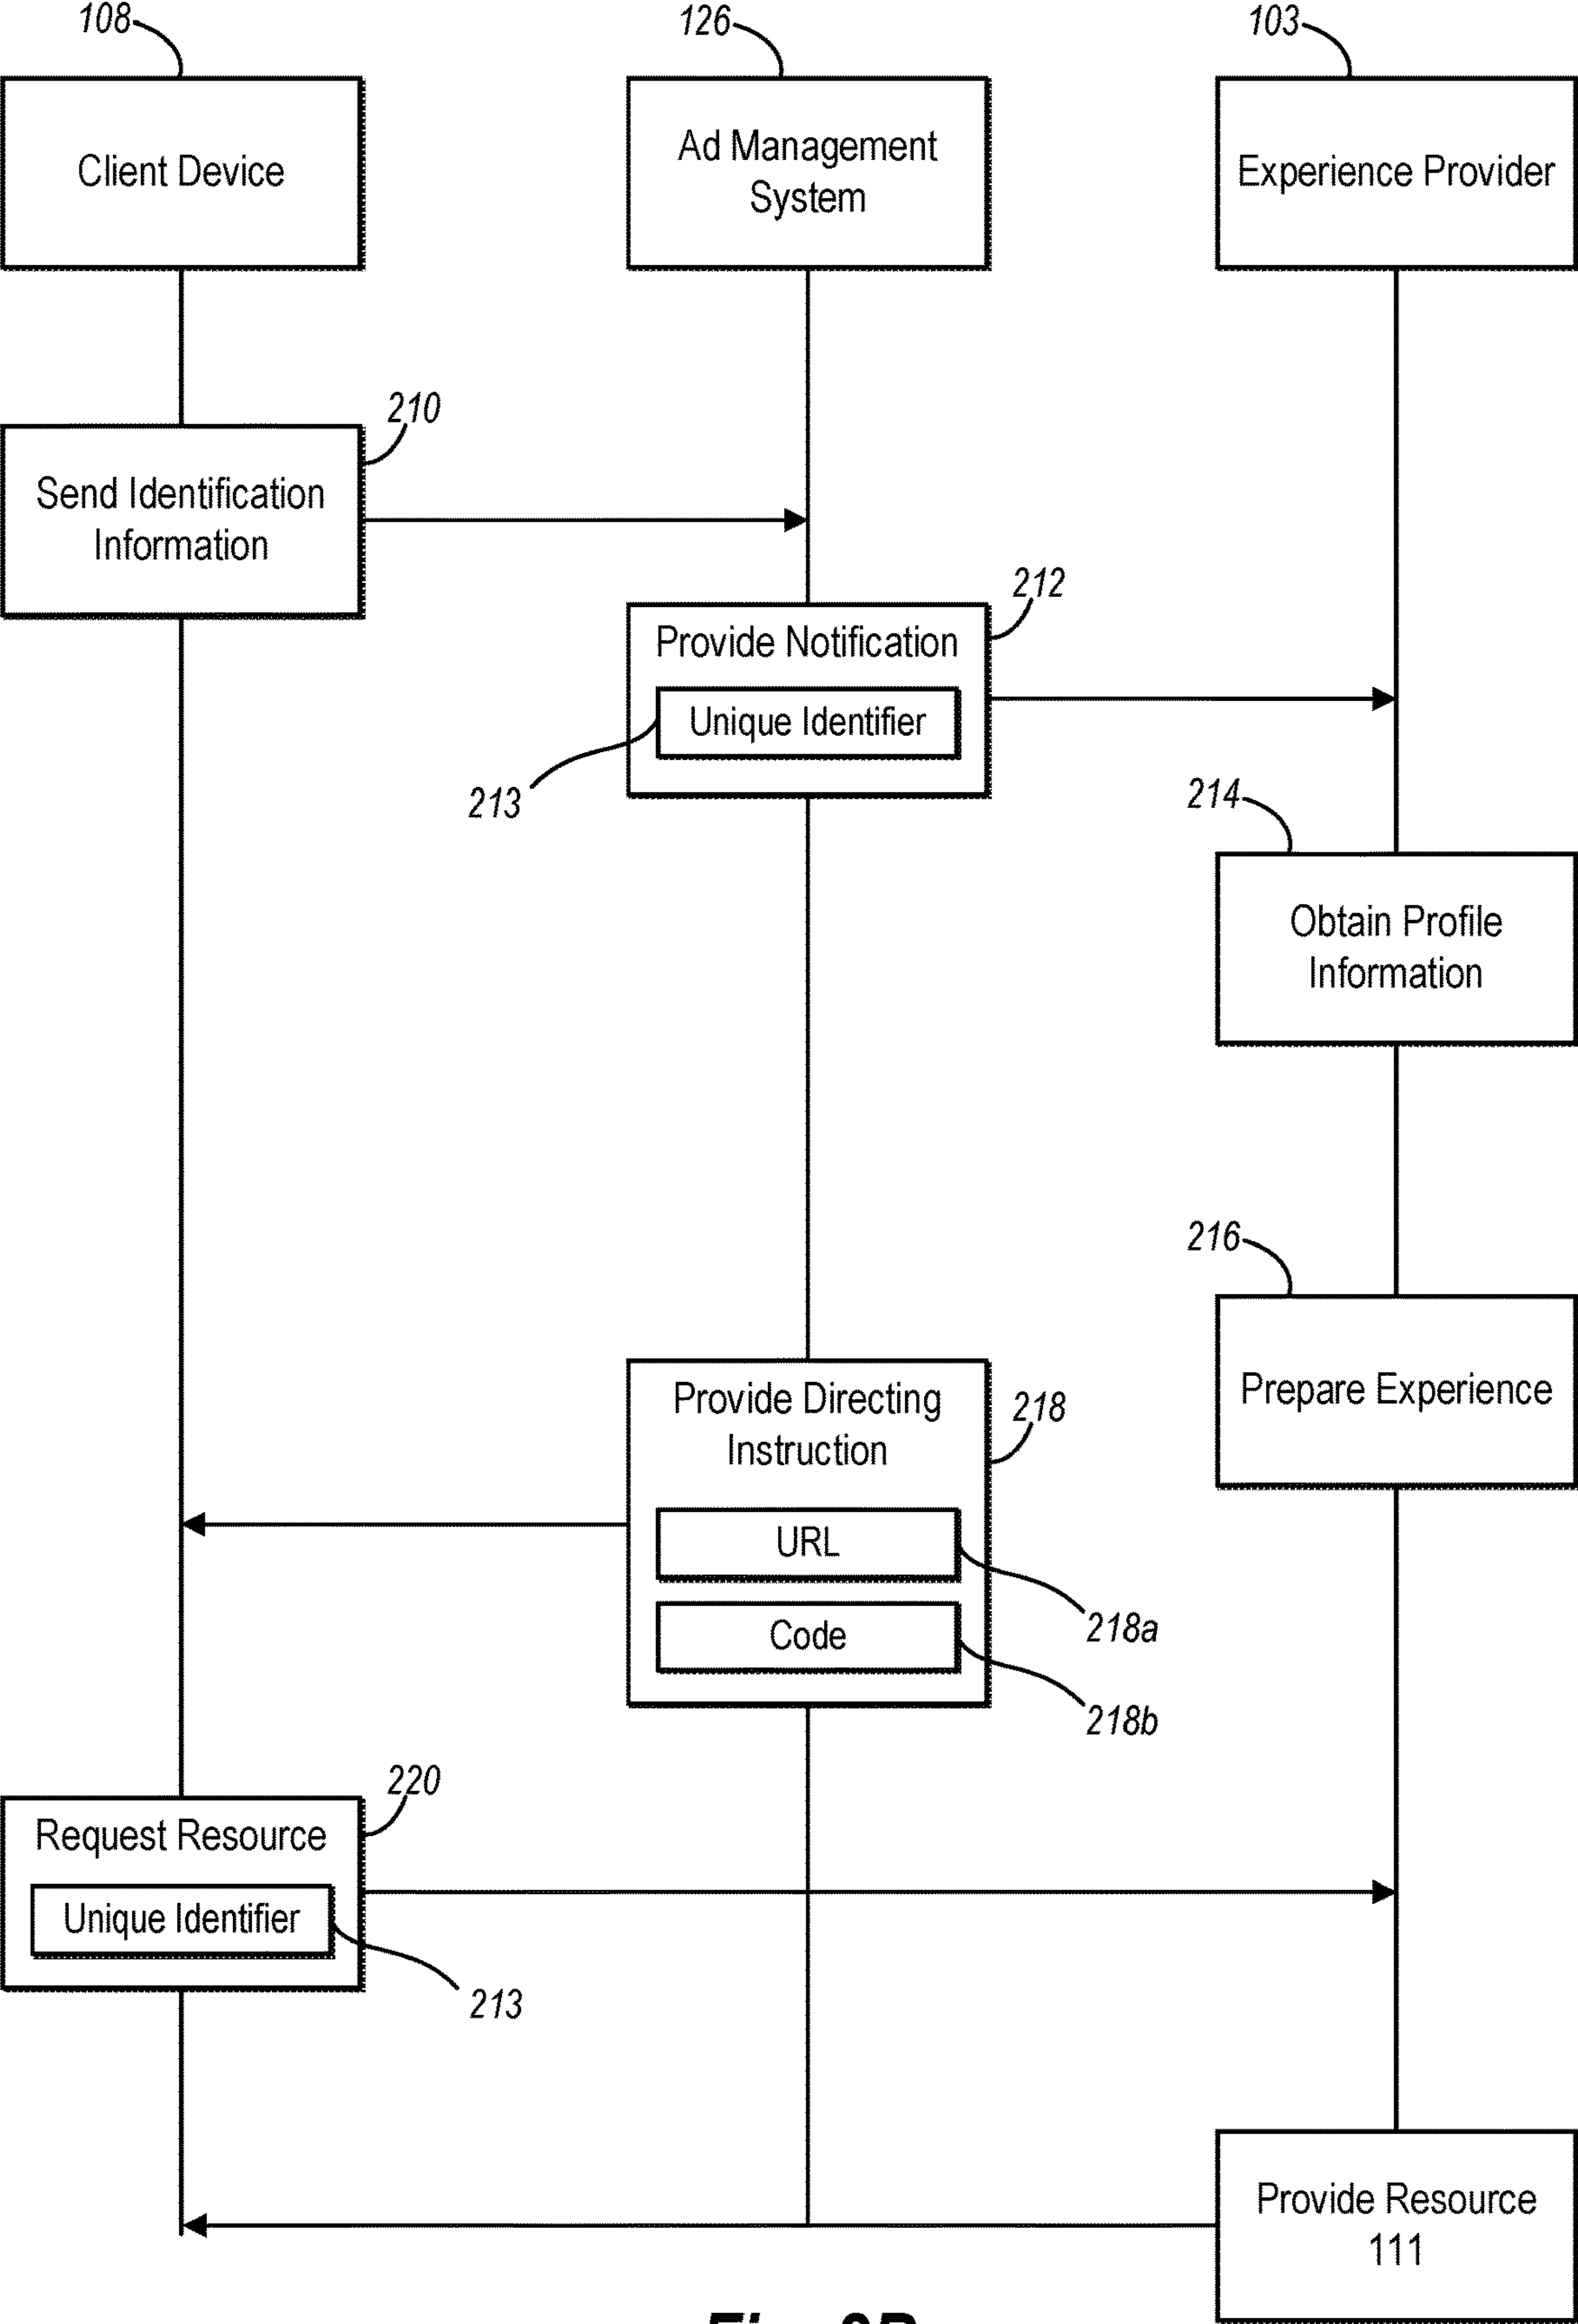 108
126
103
Client Device
Ad Management
System
Experience Provider
210
Send Identification
Information
212
Provide Notification
Unique Identifier
213
214
Obtain Profile
Information
216
Prepare Experience
Provide Directing
Instruction
218
URL
218a
Code
218b
220
Request Resource
Unique Identifier
213
Provide Resource
111